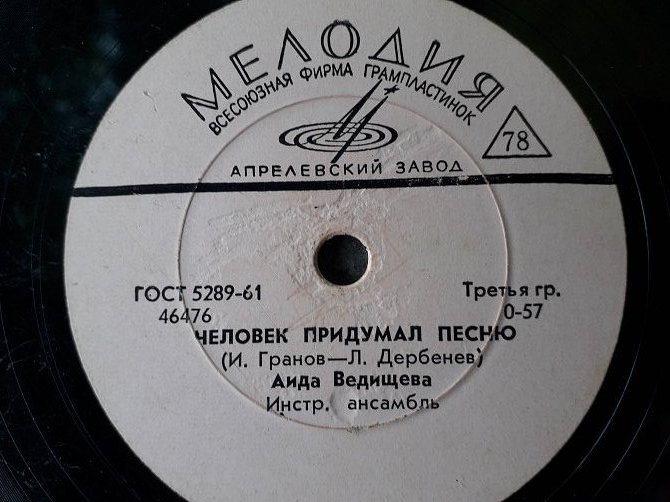 МЕЛОДИЯ
ВСЕСОЮЗНАЯ ФИРМА ГРАМПЛАСТИНОК
78
АПРЕЛЕВСКИЙ ЗАВОД
ГОСТ 5289-61
Третья гр.
46476
0-57
ЧЕЛОВЕК ПРИДУМАЛ ПЕСНЮ
(И. Гранов—Л. Дербенев)
Аида Ведищева
Инстр. ансамбль